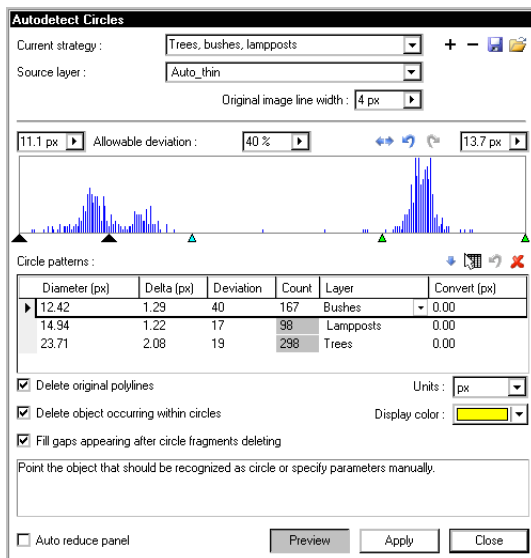 Autodetect Circles
Current strategy : Trees, bushes, lampposts
Source layer : Auto_thin
Original image line width : 4 px
11.1 px Allowable deviation : 40 % 13.7 px
Circle patterns :
Diameter (px) Delta (px) Deviation Count Layer Convert (px)
12.42 1.29 40 167 Bushes 0.00
14.94 1.22 17 98 Lampposts 0.00
23.71 2.08 19 298 Trees 0.00
Delete original polylines Units : px
Delete object occurring within circles Display color :
Fill gaps appearing after circle fragments deleting
Point the object that should be recognized as circle or specify parameters manually.
Auto reduce panel Preview Apply Close